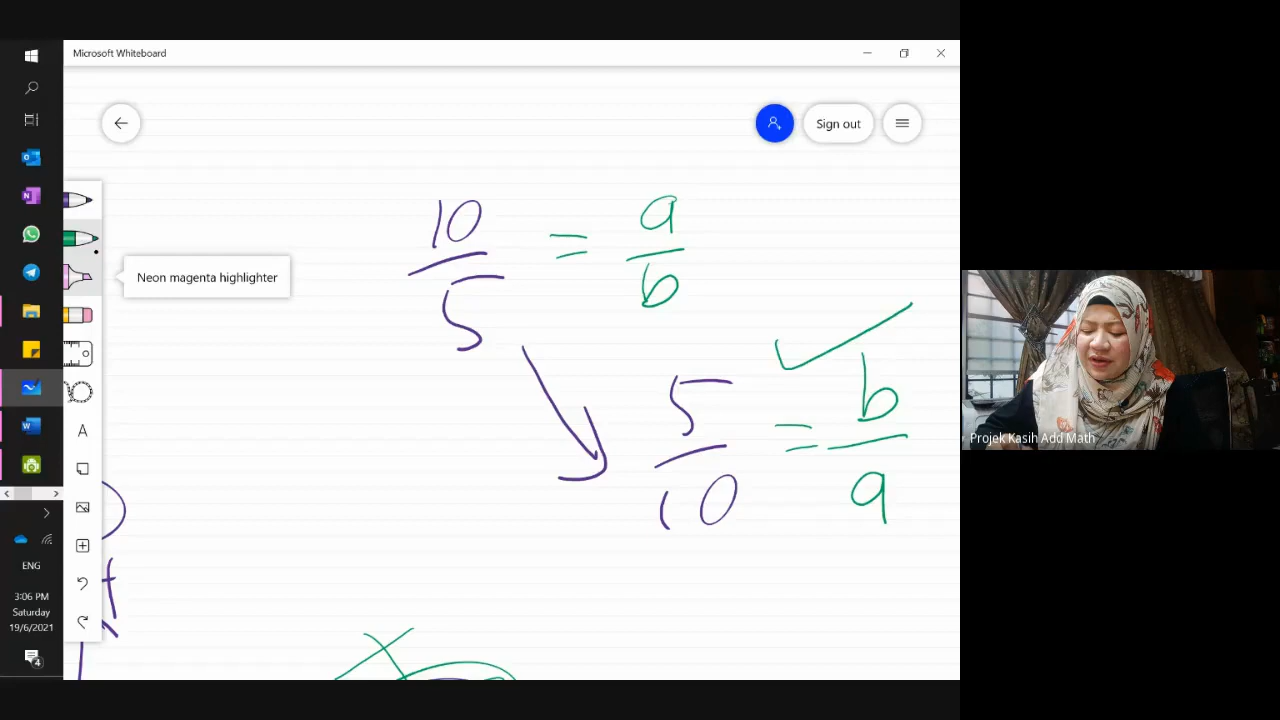 Microsoft Whiteboard
Sign out
10/5 = a/b
Neon magenta highlighter
5/10 = b/a
Projek Kasih Add Math
A
ENG
3:06 PM
Saturday
19/6/2021
4